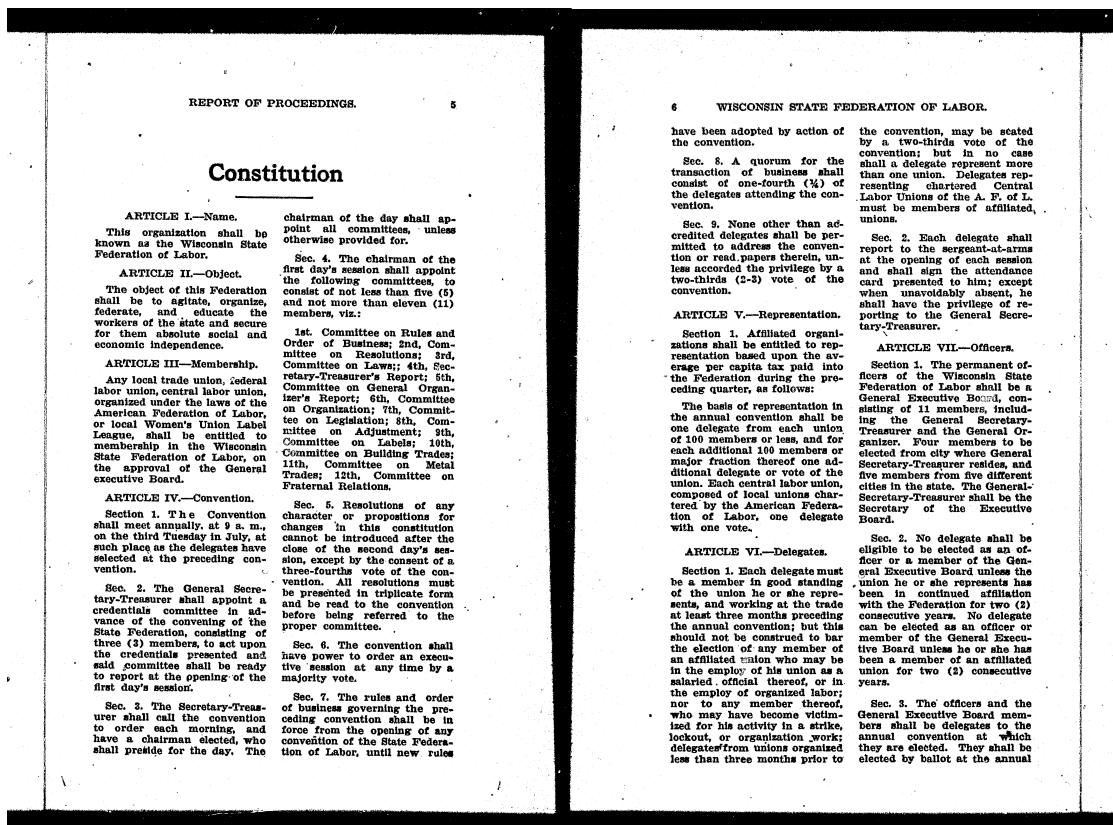 REPORT OF PROCEEDINGS. 5
Constitution
ARTICLE I.—Name.
This organization shall be
known as the Wisconsin State
Federation of Labor.
ARTICLE II.—Object.
The object of this Federation
shall be to agitate, organize,
federate, and educate the
workers of the state and secure
for them absolute social and
economic independence.
ARTICLE III—Membership.
Any local trade union, federal
labor union, central labor union,
organized under the laws of the
American Federation of Labor,
or local Women's Union Label
League, shall be entitled to
membership in the Wisconsin
State Federation of Labor, on
the approval of the General
executive Board.
ARTICLE IV.—Convention.
Section 1. The Convention
shall meet annually, at 9 a. m.,
on the third Tuesday in July, at
such place as the delegates have
selected at the preceding con-
vention.
Sec. 2. The General Secre-
tary-Treasurer shall appoint a
credentials committee in ad-
vance of the convening of the
State Federation, consisting of
three (3) members, to act upon
the credentials presented and
said committee shall be ready
to report at the opening of the
first day's session.
Sec. 3. The Secretary-Treas-
urer shall call the convention
to order each morning, and
have a chairman elected, who
shall preside for the day. The
chairman of the day shall ap-
point all committees, unless
otherwise provided for.
Sec. 4. The chairman of the
first day's session shall appoint
the following committees, to
consist of not less than five (5)
and not more than eleven (11)
members, viz.:
1st. Committee on Rules and
Order of Business; 2nd, Com-
mittee on Resolutions; 3rd,
Committee on Laws;; 4th, Sec-
retary-Treasurer's Report; 5th,
Committee on General Organ-
izer's Report; 6th, Committee
on Organization; 7th, Commit-
tee on Legislation; 8th, Com-
mittee on Adjustment; 9th,
Committee on Labels; 10th,
Committee on Building Trades;
11th, Committee on Metal
Trades; 12th, Committee on
Fraternal Relations.
Sec. 5. Resolutions of any
character or propositions for
changes in this constitution
cannot be introduced after the
close of the second day's ses-
sion, except by the consent of a
three-fourths vote of the con-
vention. All resolutions must
be presented in triplicate form
and be read to the convention
before being referred to the
proper committee.
Sec. 6. The convention shall
have power to order an execu-
tive session at any time by a
majority vote.
Sec. 7. The rules and order
of business governing the pre-
ceding convention shall be in
force from the opening of any
convention of the State Federa-
tion of Labor, until new rules
6 WISCONSIN STATE FEDERATION OF LABOR.
have been adopted by action of
the convention.
Sec. 8. A quorum for the
transaction of business shall
consist of one-fourth (¼) of
the delegates attending the con-
vention.
Sec. 9. None other than ac-
credited delegates shall be per-
mitted to address the conven-
tion or read papers therein, un-
less accorded the privilege by a
two-thirds (2-3) vote of the
convention.
ARTICLE V.—Representation.
Section 1. Affiliated organi-
zations shall be entitled to rep-
resentation based upon the av-
erage per capita tax paid into
the Federation during the pre-
ceding quarter, as follows:
The basis of representation in
the annual convention shall be
one delegate from each union
of 100 members or less, and for
each additional 100 members or
major fraction thereof one ad-
ditional delegate or vote of the
union. Each central labor union,
composed of local unions char-
tered by the American Federa-
tion of Labor, one delegate
with one vote.
ARTICLE VI.—Delegates.
Section 1. Each delegate must
be a member in good standing
of the union he or she repre-
sents, and working at the trade
at least three months preceding
the annual convention; but this
should not be construed to bar
the election of any member of
an affiliated union who may be
in the employ of his union as a
salaried official thereof, or in
the employ of organized labor;
nor to any member thereof,
who may have become victim-
ized for his activity in a strike,
lockout, or organization work;
delegates from unions organized
less than three months prior to
the convention, may be seated
by a two-thirds vote of the
convention; but in no case
shall a delegate represent more
than one union. Delegates rep-
resenting chartered Central
Labor Unions of the A. F. of L.
must be members of affiliated
unions.
Sec. 2. Each delegate shall
report to the sergeant-at-arms
at the opening of each session
and shall sign the attendance
card presented to him; except
when unavoidably absent, he
shall have the privilege of re-
porting to the General Secre-
tary-Treasurer.
ARTICLE VII.—Officers.
Section 1. The permanent of-
ficers of the Wisconsin State
Federation of Labor shall be a
General Executive Board, con-
sisting of 11 members, includ-
ing the General Secretary-
Treasurer and the General Or-
ganizer. Four members to be
elected from city where General
Secretary-Treasurer resides, and
five members from five different
cities in the state. The General-
Secretary-Treasurer shall be the
Secretary of the Executive
Board.
Sec. 2. No delegate shall be
eligible to be elected as an of-
ficer or a member of the Gen-
eral Executive Board unless the
union he or she represents has
been in continued affiliation
with the Federation for two (2)
consecutive years. No delegate
can be elected as an officer or
member of the General Execu-
tive Board unless he or she has
been a member of an affiliated
union for two (2) consecutive
years.
Sec. 3. The officers and the
General Executive Board mem-
bers shall be delegates to the
annual convention at which
they are elected. They shall be
elected by ballot at the annual